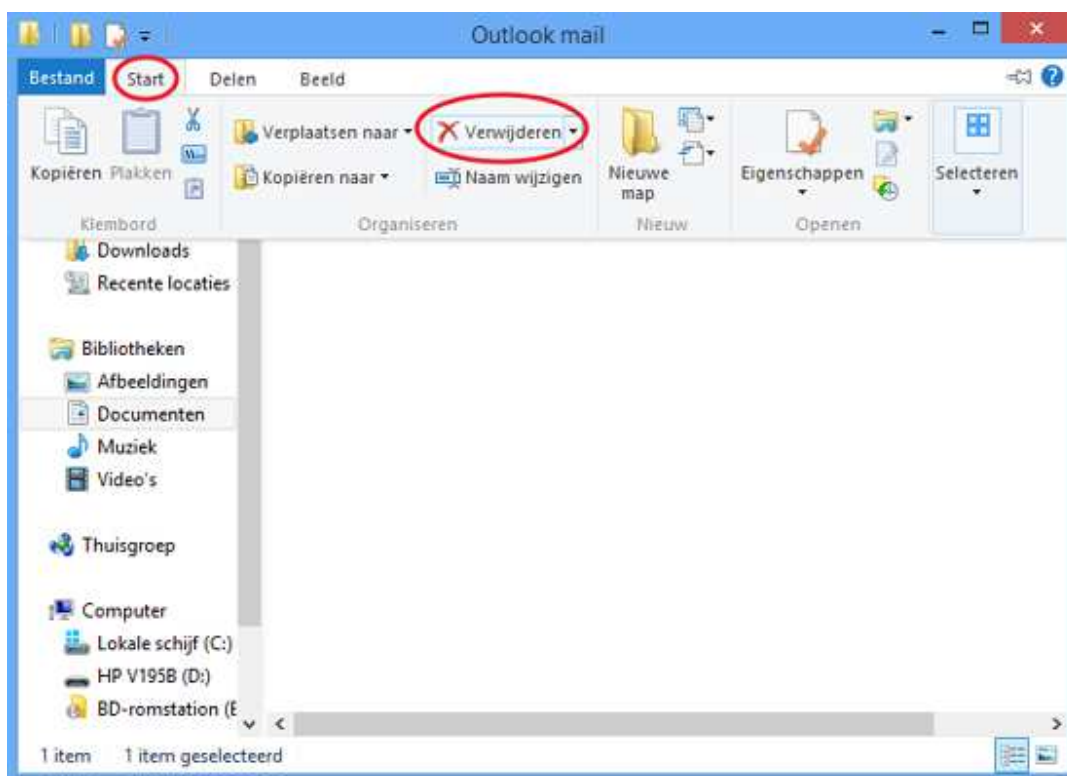 Outlook mail
Bestand Start Delen Beeld
Kopiëren Plakken
Verplaatsen naar
Kopiëren naar
Verwijderen
Naam wijzigen
Nieuwe
map
Eigenschappen
Selecteren
Klembord Organiseren Nieuw Openen
Downloads
Recente locaties
Bibliotheken
Afbeeldingen
Documenten
Muziek
Video's
Thuisgroep
Computer
Lokale schijf (C:)
HP V195B (D:)
BD-romstation (E
1 item 1 item geselecteerd